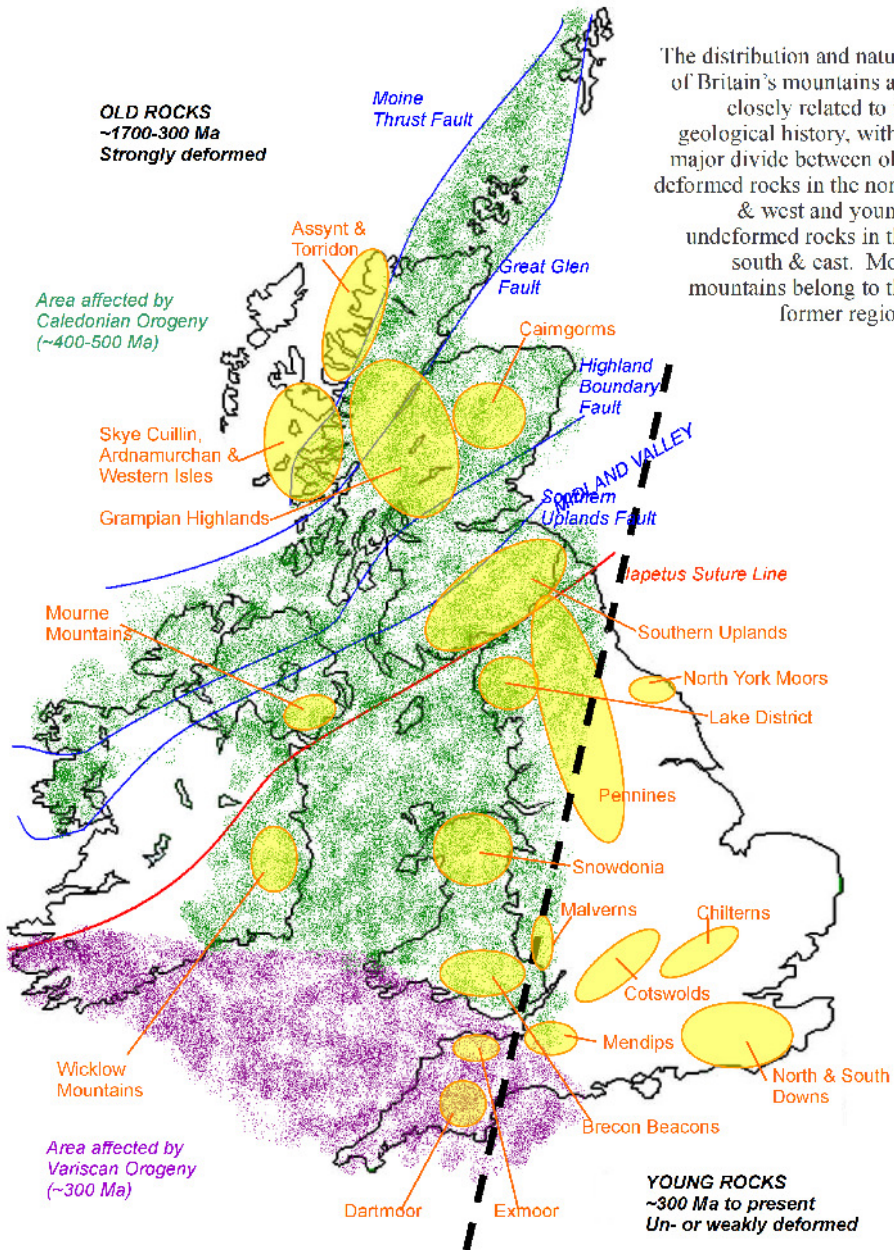 The distribution and natu
of Britain's mountains a
closely related to
geological history, with
major divide between ol
deformed rocks in the nor
& west and youn
undeformed rocks in th
south & east. Mo
mountains belong to th
former region
OLD ROCKS
~1700-300 Ma
Strongly deformed
Moine
Thrust Fault
Assynt &
Torridon
Great Glen
Fault
Area affected by
Caledonian Orogeny
(~400-500 Ma)
Cairngorms
Highland
Boundary
Fault
Skye Cuillin,
Ardnamurchan &
Western Isles
MIDLAND VALLEY
Grampian Highlands
Southern
Uplands Fault
Iapetus Suture Line
Mourne
Mountains
Southern Uplands
North York Moors
Lake District
Pennines
Snowdonia
Malverns
Chilterns
Cotswolds
Wicklow
Mountains
Mendips
North & South
Downs
Brecon Beacons
Area affected by
Variscan Orogeny
(~300 Ma)
Dartmoor
Exmoor
YOUNG ROCKS
~300 Ma to present
Un- or weakly deformed